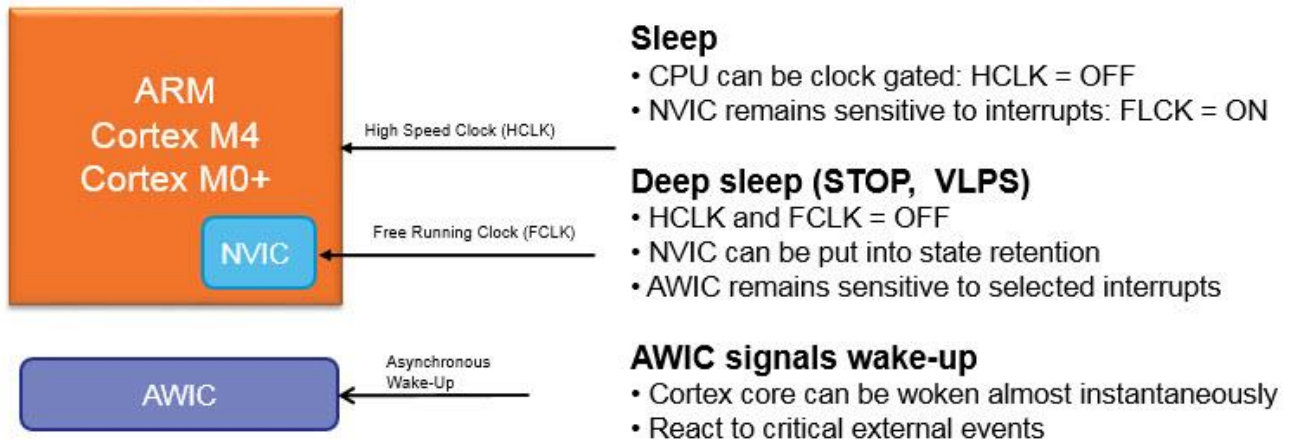 ARM
Cortex M4
Cortex M0+
NVIC
High Speed Clock (HCLK)
Free Running Clock (FCLK)
AWIC
Asynchronous
Wake-Up
Sleep
• CPU can be clock gated: HCLK = OFF
• NVIC remains sensitive to interrupts: FLCK = ON
Deep sleep (STOP, VLPS)
• HCLK and FCLK = OFF
• NVIC can be put into state retention
• AWIC remains sensitive to selected interrupts
AWIC signals wake-up
• Cortex core can be woken almost instantaneously
• React to critical external events